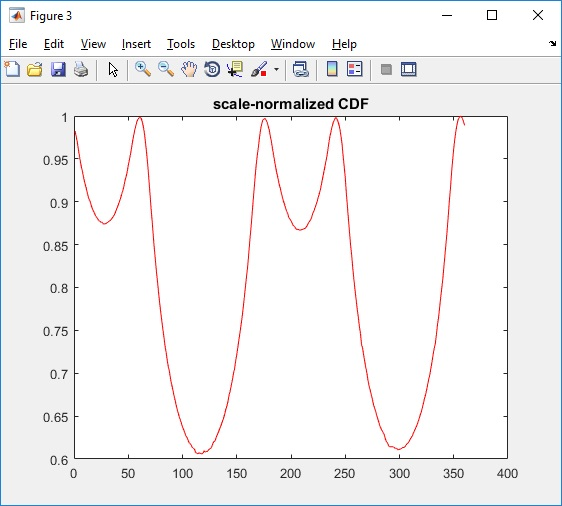 Figure 3
File Edit View Insert Tools Desktop Window Help
scale-normalized CDF
1
0.95
0.9
0.85
0.8
0.75
0.7
0.65
0.6
0 50 100 150 200 250 300 350 400